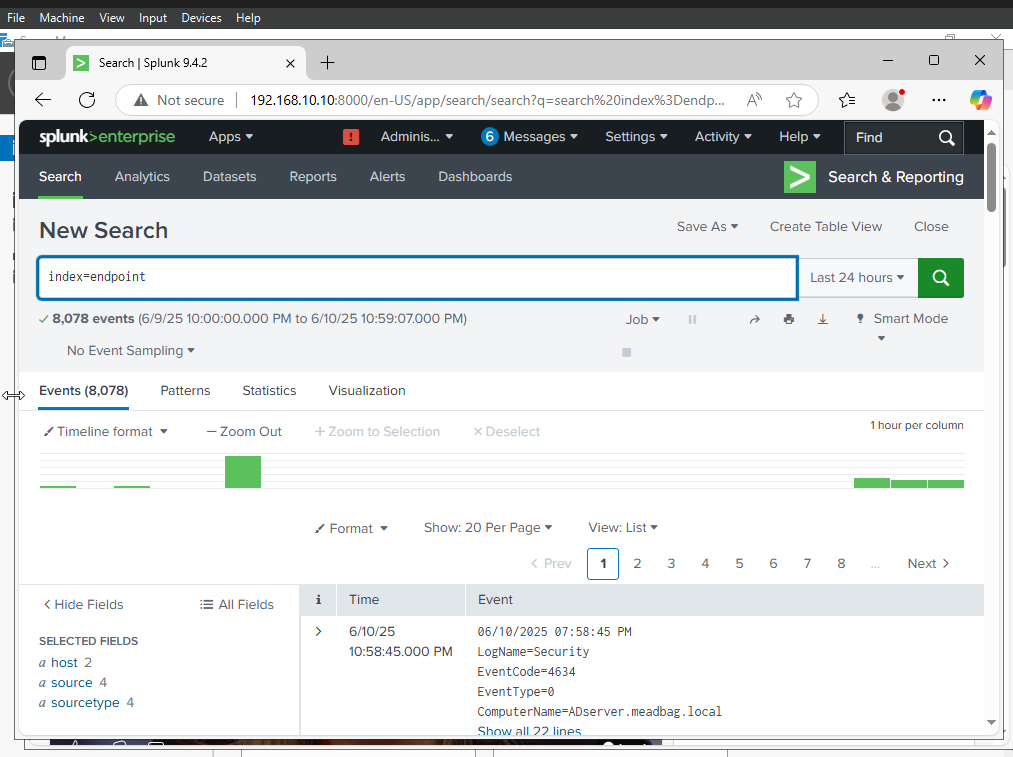 File Machine View Input Devices Help
Search | Splunk 9.4.2
Not secure 192.168.10.10:8000/en-US/app/search/search?q=search%20index%3Dendp...
splunk>enterprise Apps Adminis... 6 Messages Settings Activity Help Find
Search Analytics Datasets Reports Alerts Dashboards Search & Reporting
New Search Save As Create Table View Close
index=endpoint Last 24 hours
8,078 events (6/9/25 10:00:00.000 PM to 6/10/25 10:59:07.000 PM) Job Smart Mode
No Event Sampling
Events (8,078) Patterns Statistics Visualization
Timeline format Zoom Out + Zoom to Selection × Deselect 1 hour per column
Format Show: 20 Per Page View: List
< Prev 1 2 3 4 5 6 7 8 ... Next >
< Hide Fields All Fields i Time Event
SELECTED FIELDS
a host 2
a source 4
a sourcetype 4
> 6/10/25 10:58:45.000 PM
06/10/2025 07:58:45 PM
LogName=Security
EventCode=4634
EventType=0
ComputerName=ADserver.meadbag.local
Show all 22 lines